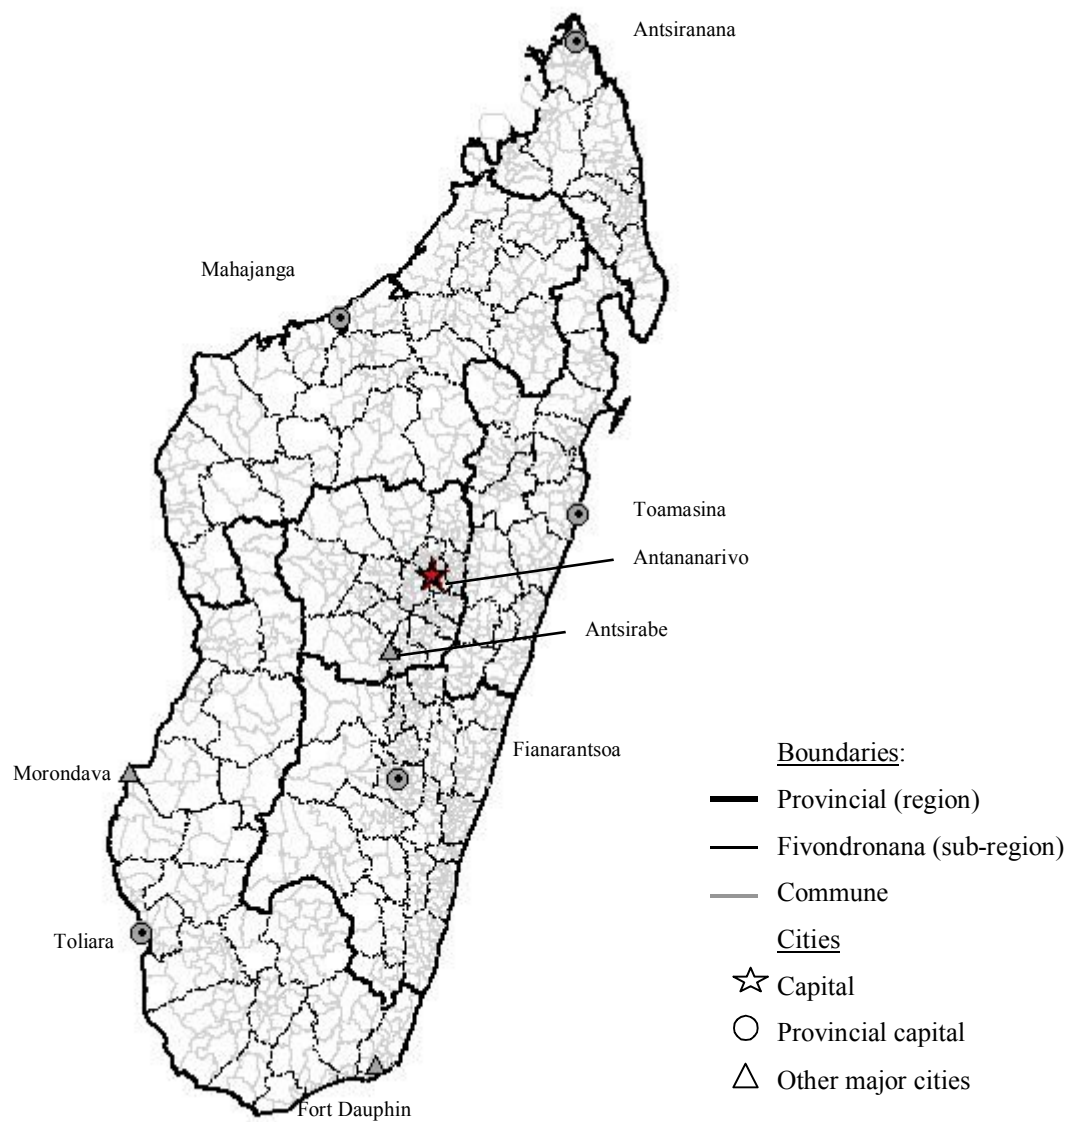 Antsiranana
Mahajanga
Toamasina
Antananarivo
Antsirabe
Fianarantsoa
Morondava
Toliara
Fort Dauphin
Boundaries:
Provincial (region)
Fivondronana (sub-region)
Commune
Cities
Capital
Provincial capital
Other major cities